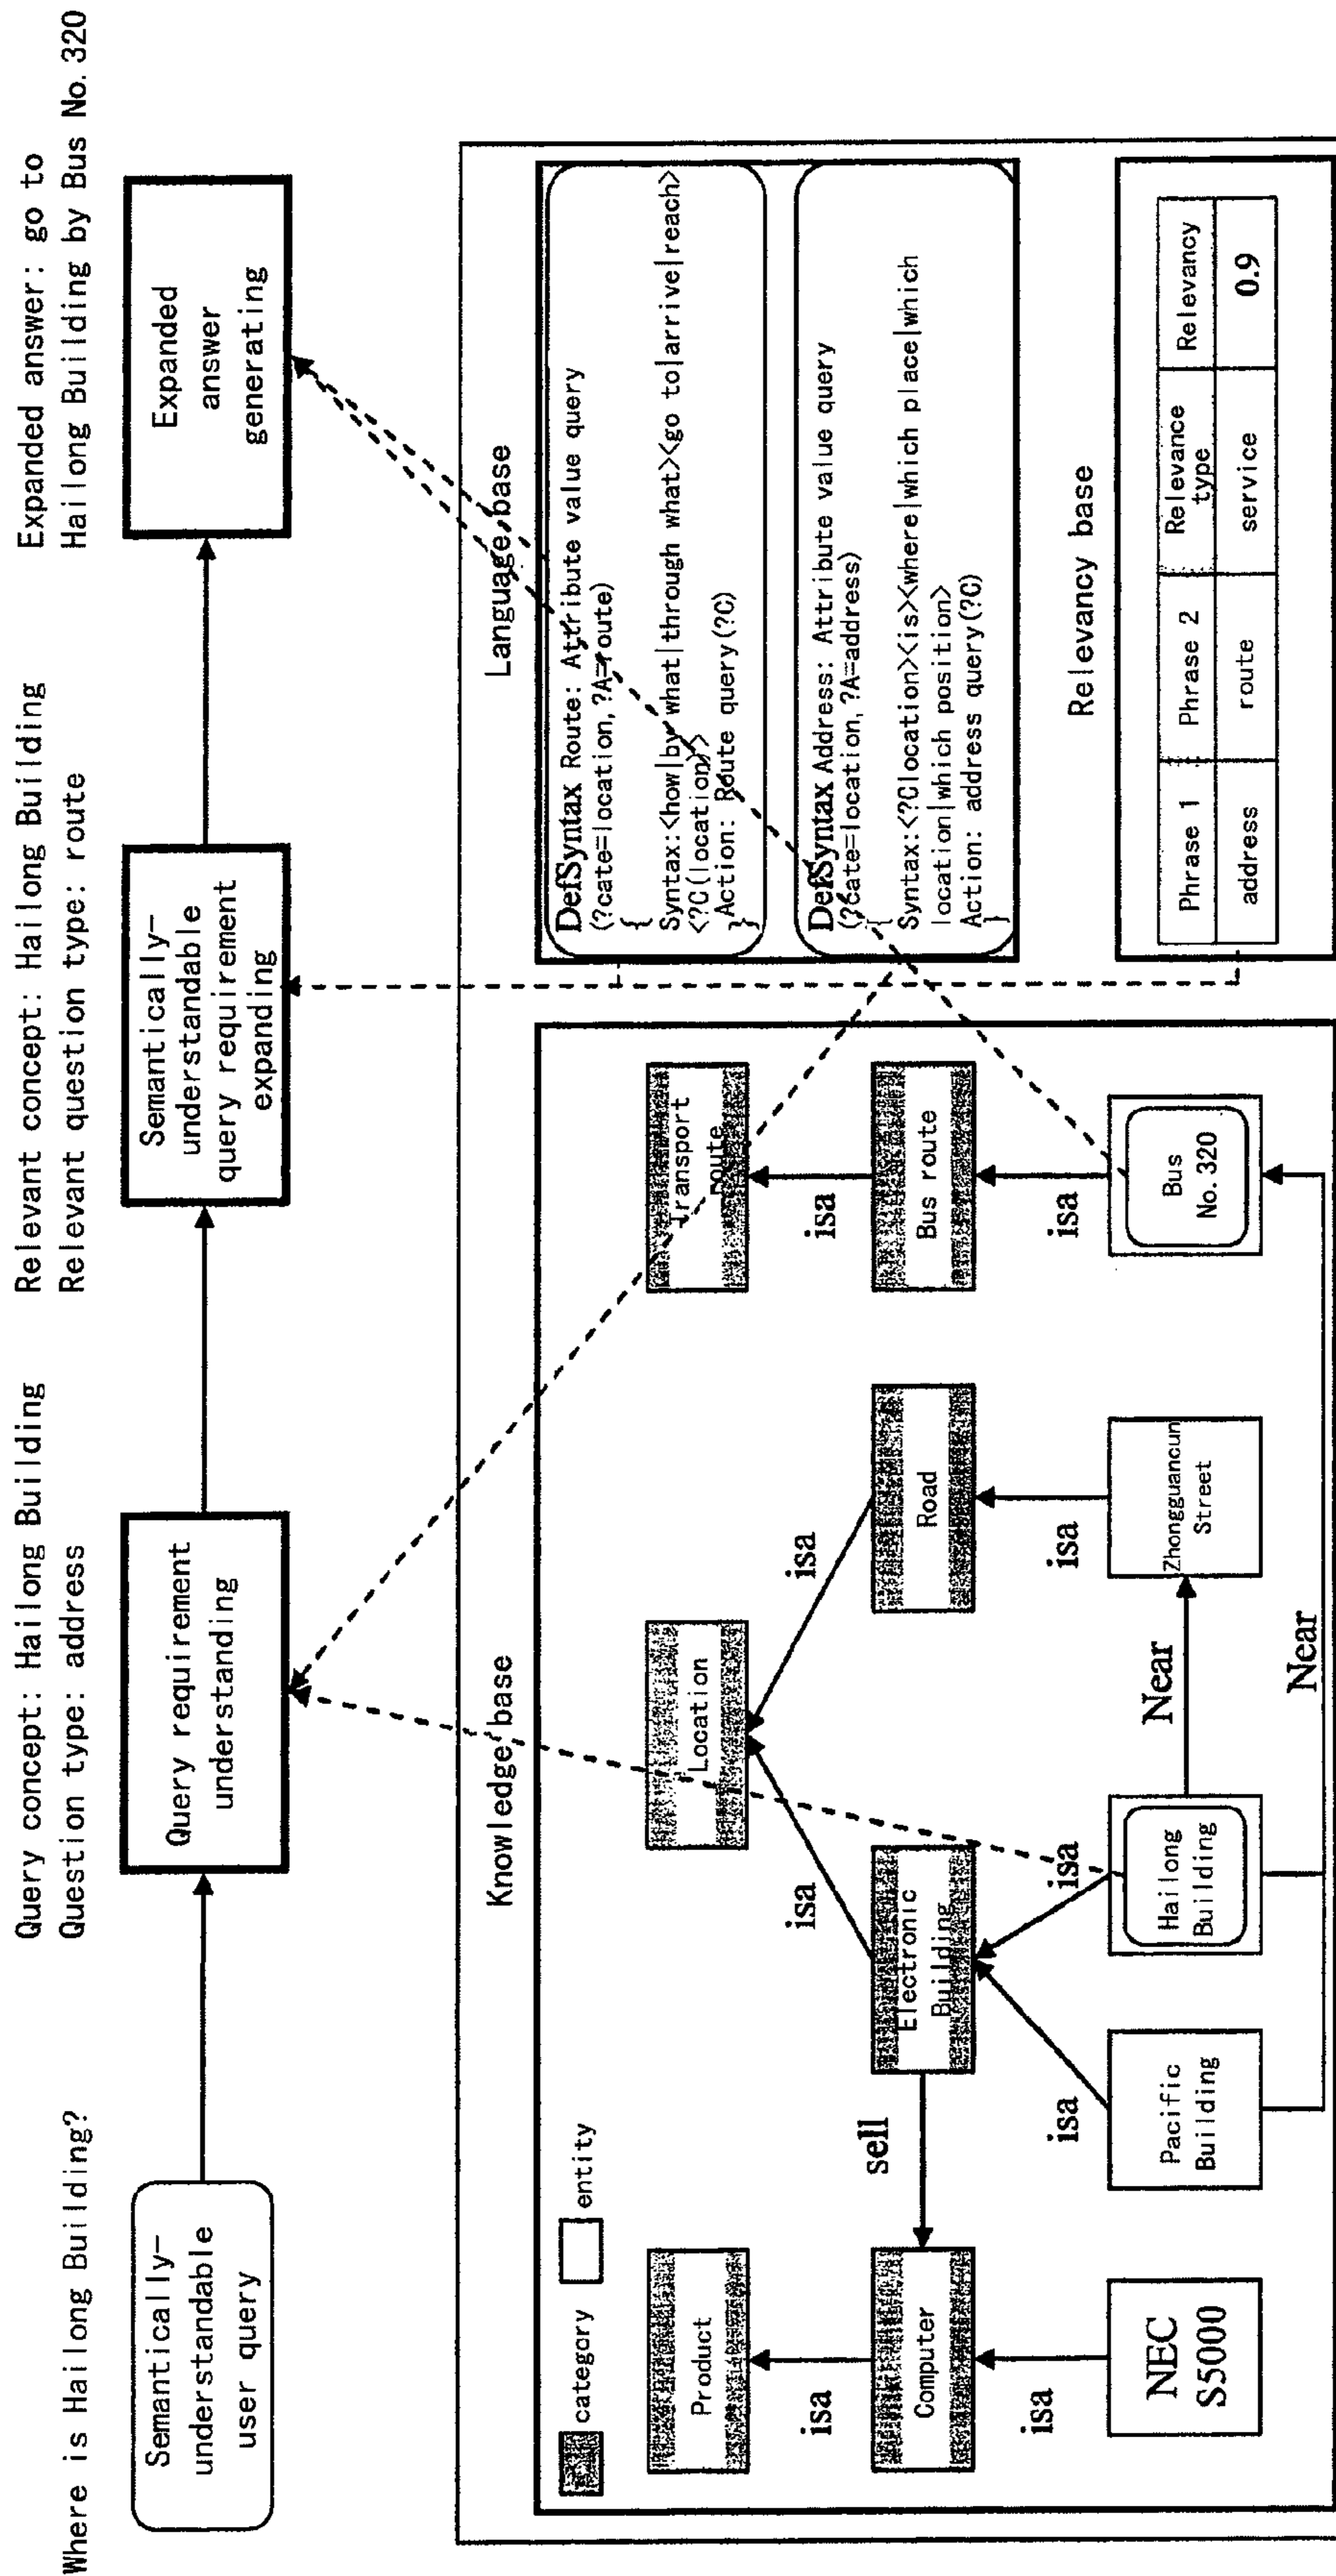 Where is Hailong Building?
Query concept: Hailong Building
Question type: address
Relevant concept: Hailong Building
Relevant question type: route
Expanded answer: go to
Hailong Building by Bus No. 320
Semantically-
understandable
user query
Query requirement
understanding
Semantically-
understandable
query requirement
expanding
Expanded
answer
generating
Knowledge base
category
entity
Product
Location
Transport
route
isa
isa
isa
isa
Computer
sell
Electronic
Building
Road
Bus route
isa
isa
isa
isa
isa
NEC
S5000
Pacific
Building
Hailong
Building
Near
Zhongguancun
Street
Bus
No. 320
Near
Language base
DefSyntax Route: Attribute value query
(?cate=location, ?A=route)
{
Syntax:<how|by what|through what><go to|arrive|reach>
<?C(location)>
Action: Route query(?C)
}
DefSyntax Address: Attribute value query
(?cate=location, ?A=address)
{
Syntax:<?C(location)><is><where|which place|which
location|which position>
Action: address query(?C)
}
Relevancy base
Phrase 1 Phrase 2 Relevance type Relevancy
address route service 0.9